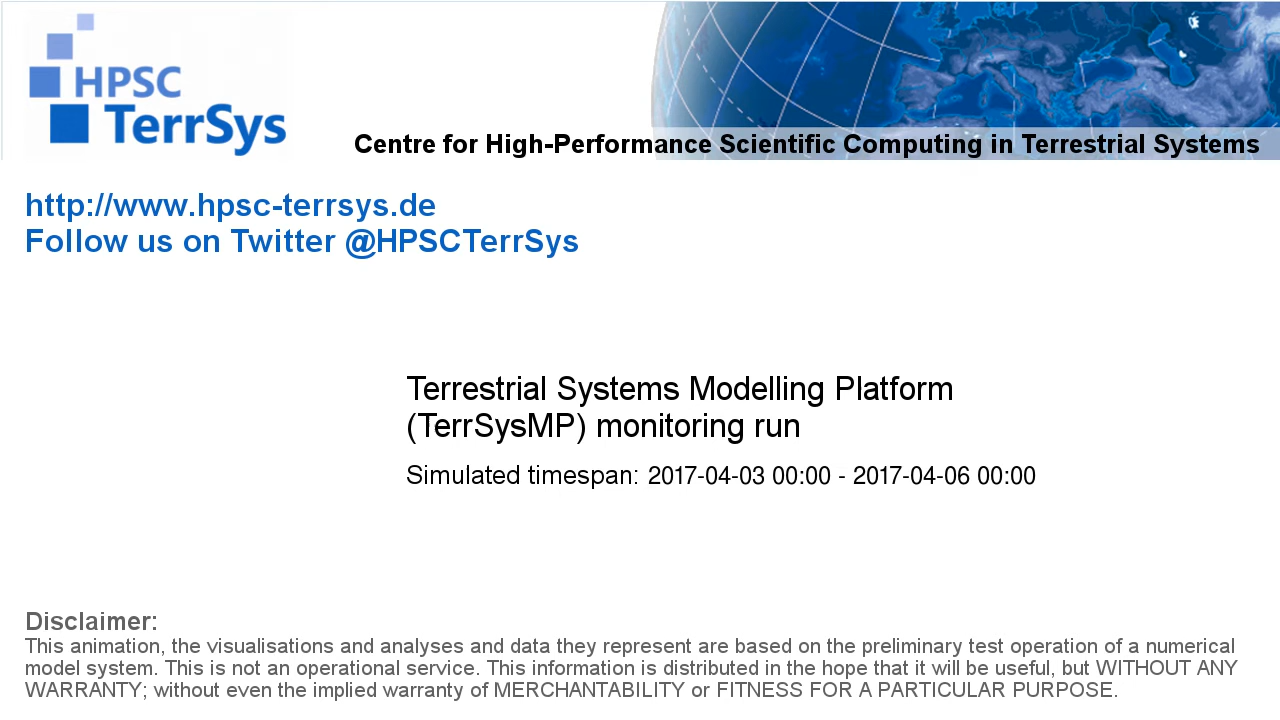 HPSC
TerrSys
Centre for High-Performance Scientific Computing in Terrestrial Systems
http://www.hpsc-terrsys.de
Follow us on Twitter @HPSCTerrSys
Terrestrial Systems Modelling Platform
(TerrSysMP) monitoring run
Simulated timespan: 2017-04-03 00:00 - 2017-04-06 00:00
Disclaimer:
This animation, the visualisations and analyses and data they represent are based on the preliminary test operation of a numerical
model system. This is not an operational service. This information is distributed in the hope that it will be useful, but WITHOUT ANY
WARRANTY; without even the implied warranty of MERCHANTABILITY or FITNESS FOR A PARTICULAR PURPOSE.